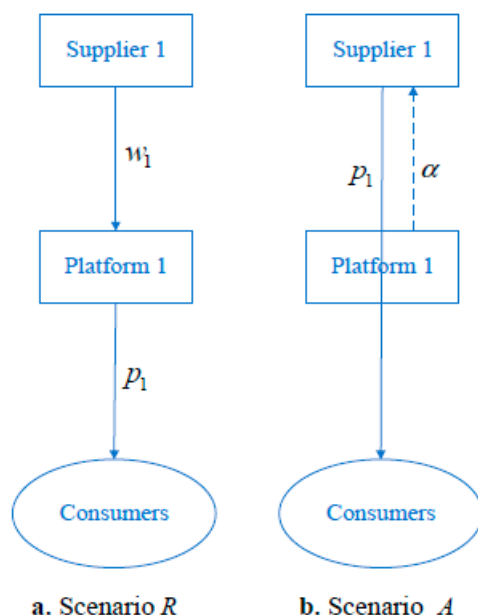 Supplier 1
w₁
Platform 1
p₁
Consumers
a. Scenario R
Supplier 1
p₁
α
Platform 1
Consumers
b. Scenario A